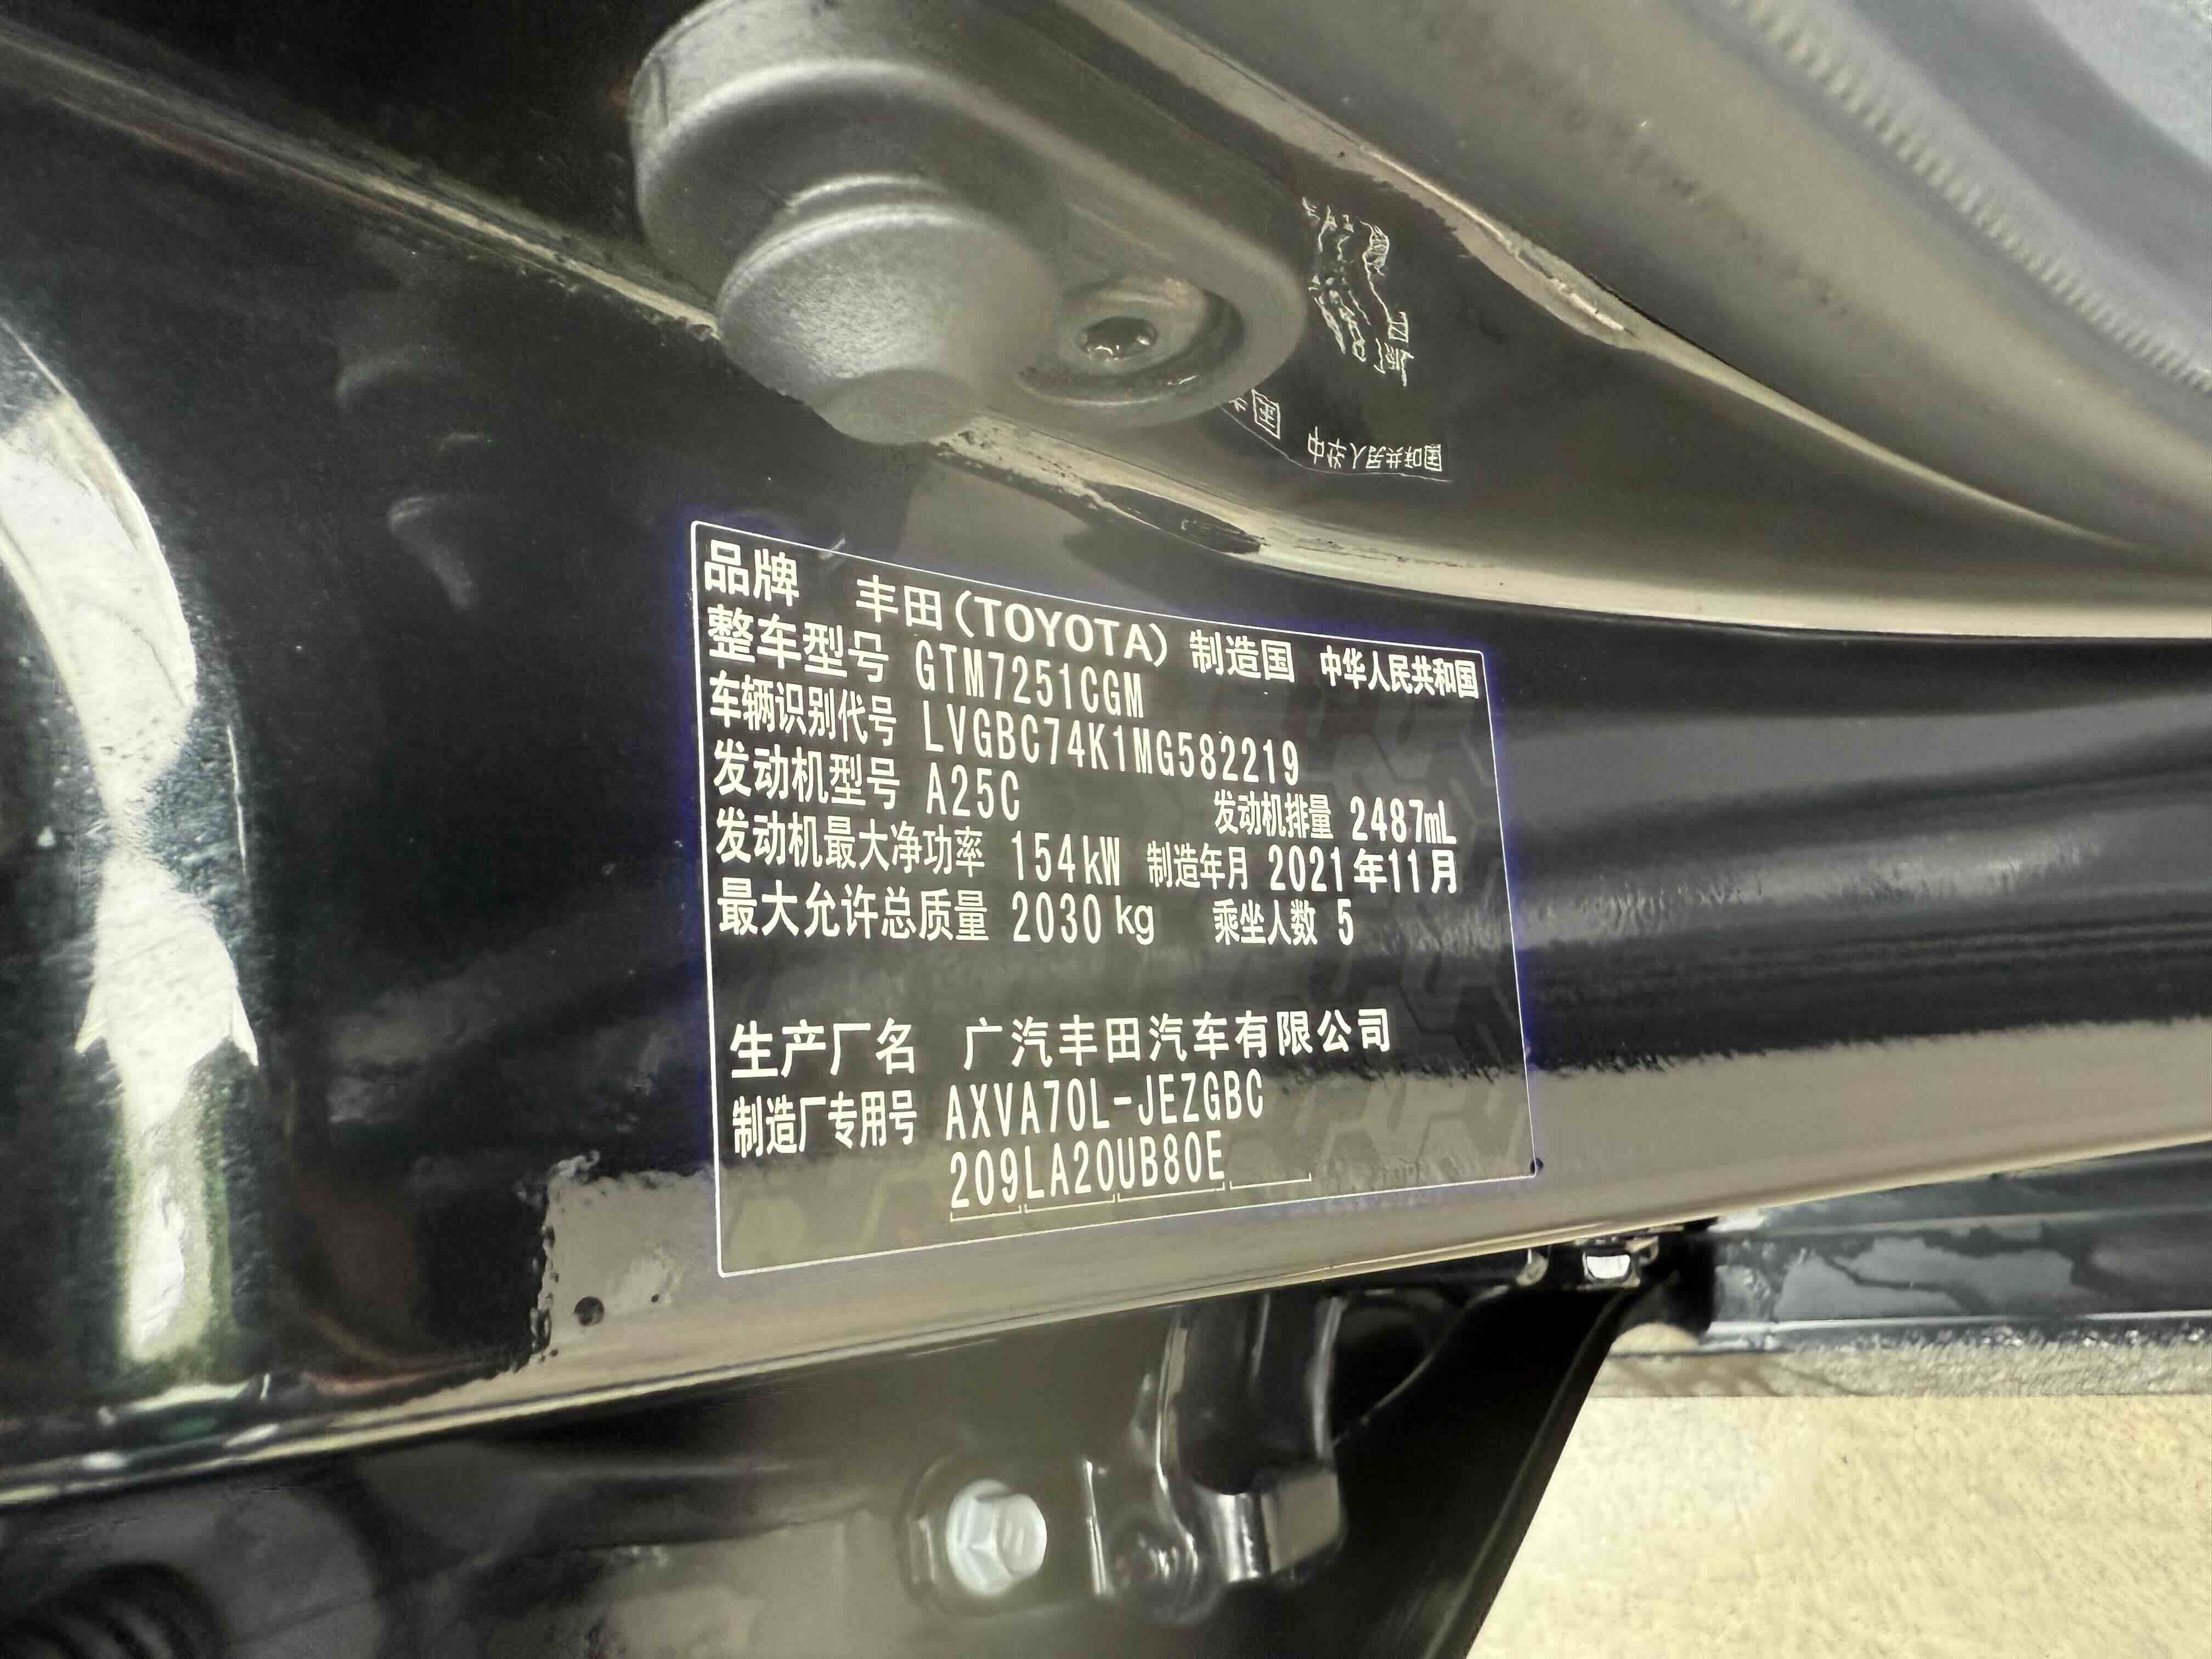 品牌 丰田(TOYOTA) 制造国 中华人民共和国
整车型号 GTM7251CGM
车辆识别代号 LVGBC74K1MG582219
发动机型号 A25C 发动机排量 2487mL
发动机最大净功率 154kW 制造年月 2021年11月
最大允许总质量 2030kg 乘坐人数 5
生产厂名 广汽丰田汽车有限公司
制造厂专用号 AXVA70L-JEZGBC
209LA20UB80E